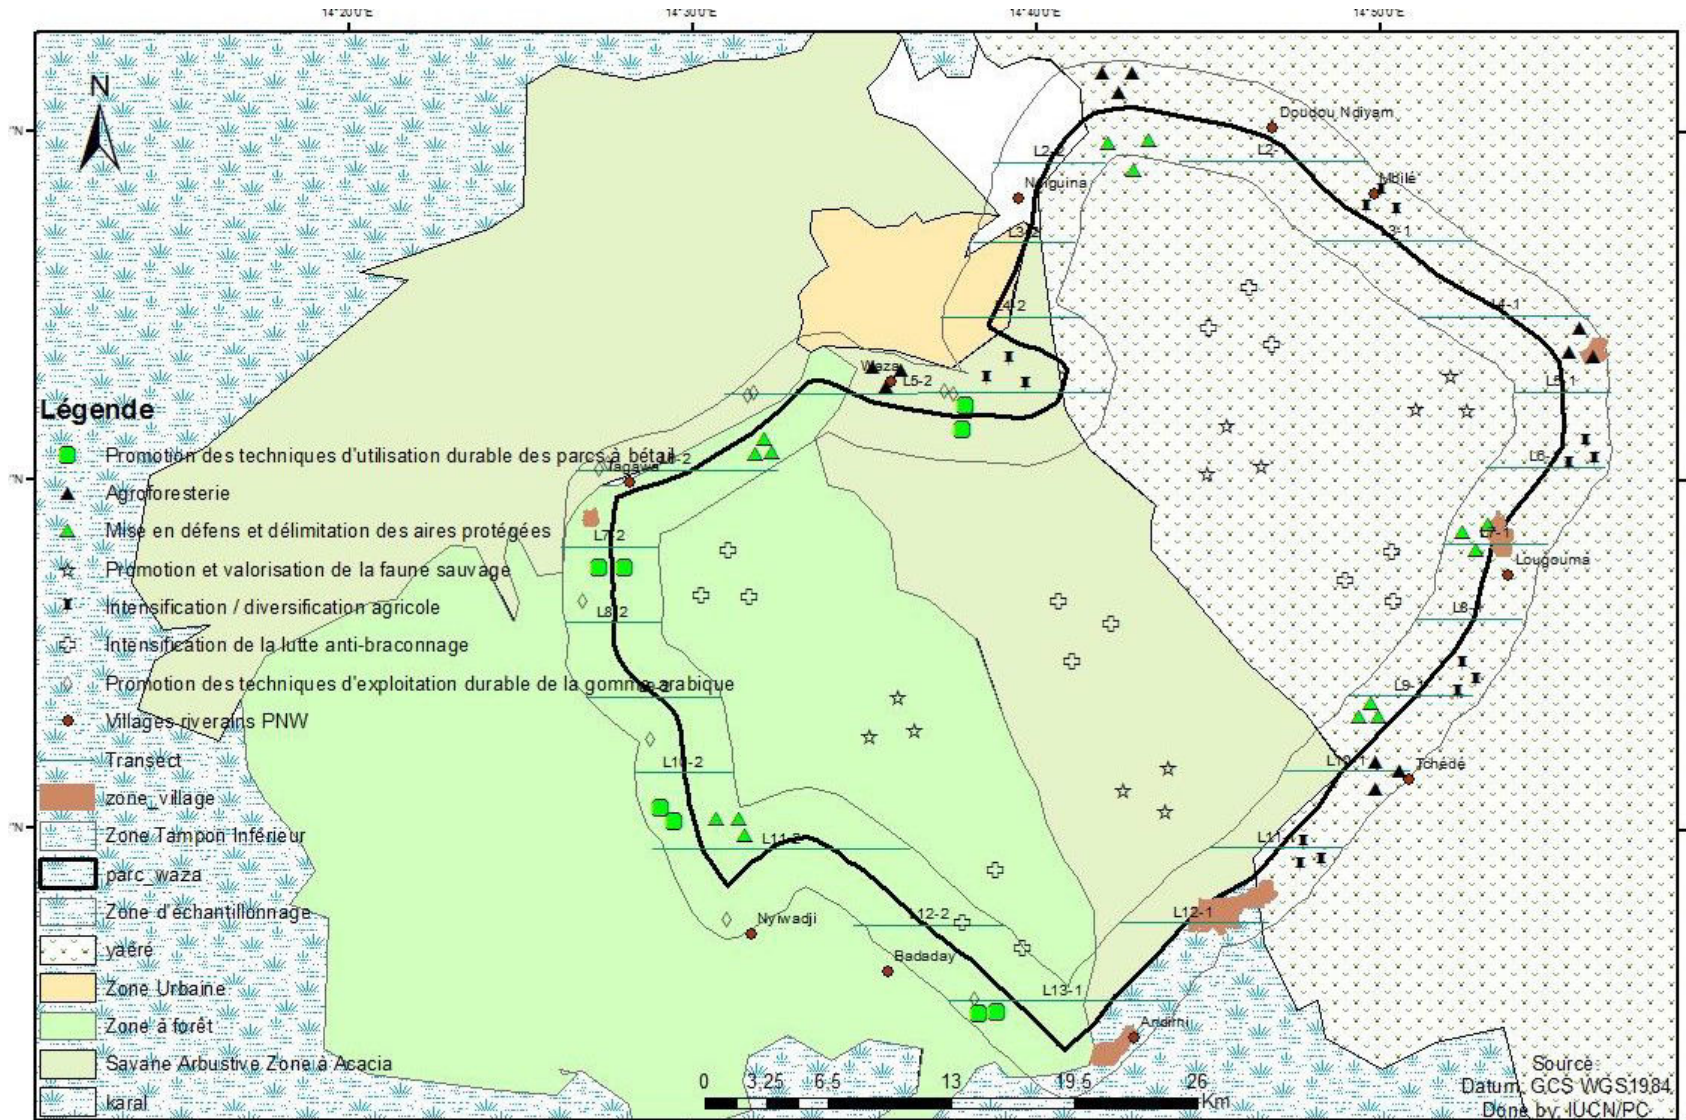 14°20'0"E
14°30'0"E
14°40'0"E
14°50'0"E
N
Doudou Ndiyam
L2-2
L2-1
Mbilé
Ndiguina
L3-2
L3-1
L4-2
L4-1
Waza
L5-2
L5-1
Légende
Promotion des techniques d'utilisation durable des parcs à bétail
Tagawa
Agroforesterie
Mise en défens et délimitation des aires protégées
L7-2
L7-1
Promotion et valorisation de la faune sauvage
Lougouma
Intensification / diversification agricole
L8-2
Intensification de la lutte anti-braconnage
Promotion des techniques d'exploitation durable de la gomme arabique
L9-1
Villages riverains PNW
Transect
L10-2
L10-1
Tchédé
zone_village
Zone Tampon Inférieur
L11-2
L11-1
parc_waza
Zone d'échantillonnage
Nyiwadji
L12-2
L12-1
yaéré
Badaday
Zone Urbaine
L13-1
Zone à forêt
Andirni
Savane Arbustive Zone à Acacia
karal
0 3,25 6,5 13 19,5 26
Km
Source:
Datum: GCS WGS1984
Done by: IUCN/PC